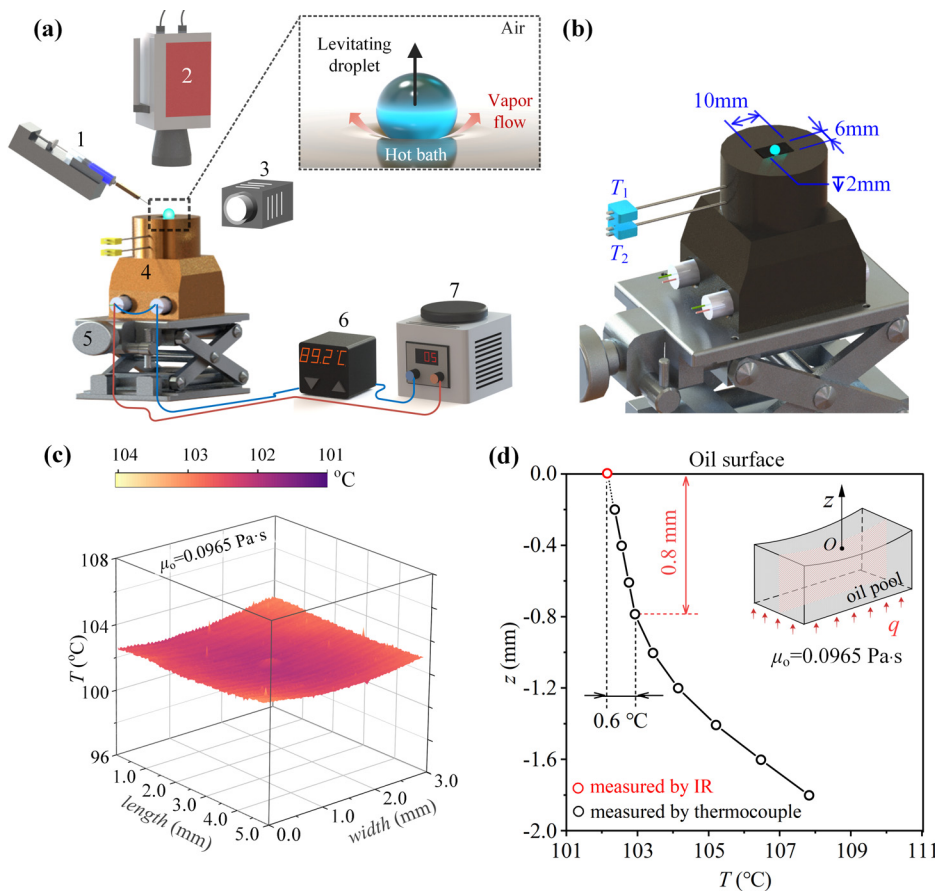 (a)
2
1
3
4
5
6
7
89.2℃
05
Air
Levitating
droplet
Vapor
flow
Hot bath
(b)
10mm
6mm
2mm
T1
T2
(c)
104 103 102 101
℃
μo=0.0965 Pa·s
108
104
100
96
T (℃)
1.0
2.0
3.0
4.0
5.0
length (mm)
0.0
1.0
2.0
3.0
width (mm)
(d)
Oil surface
0.0
-0.4
-0.8
-1.2
-1.6
-2.0
z (mm)
0.8 mm
0.6 ℃
z
O
oil pool
q
μo=0.0965 Pa·s
measured by IR
measured by thermocouple
101 103 105 107 109 111
T (℃)